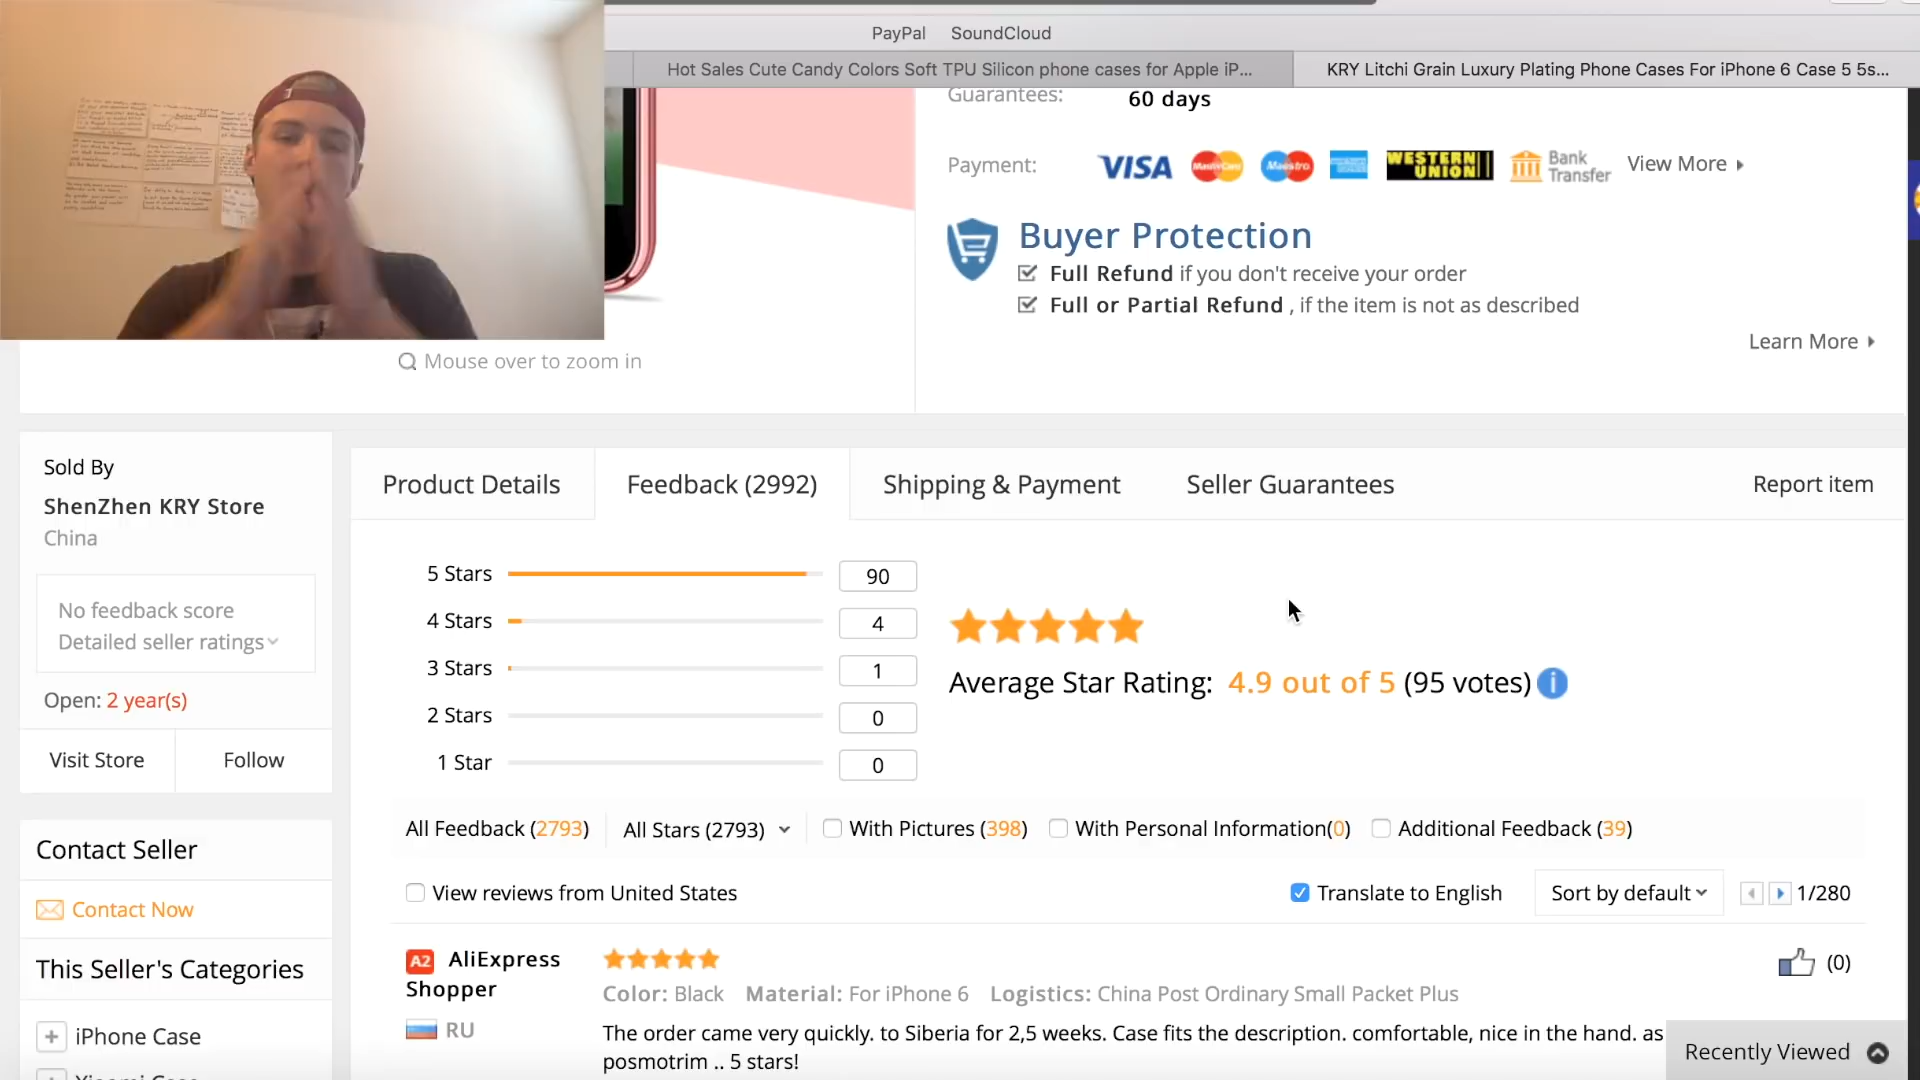 PayPal SoundCloud
Hot Sales Cute Candy Colors Soft TPU Silicon phone cases for Apple iP...
KRY Litchi Grain Luxury Plating Phone Cases For iPhone 6 Case 5 5s...
Guarantees: 60 days
Payment: VISA MasterCard Maestro WESTERN UNION Bank Transfer View More
Buyer Protection
Full Refund if you don't receive your order
Full or Partial Refund , if the item is not as described
Learn More
Mouse over to zoom in
Sold By
ShenZhen KRY Store
China
No feedback score
Detailed seller ratings
Open: 2 year(s)
Visit Store Follow
Contact Seller
Contact Now
This Seller's Categories
iPhone Case
Xiaomi Case
Product Details Feedback (2992) Shipping & Payment Seller Guarantees Report item
5 Stars 90
4 Stars 4
3 Stars 1
2 Stars 0
1 Star 0
Average Star Rating: 4.9 out of 5 (95 votes) i
All Feedback (2793) All Stars (2793) With Pictures (398) With Personal Information(0) Additional Feedback (39)
View reviews from United States Translate to English Sort by default 1/280
A2 AliExpress Shopper
RU
(0)
Color: Black Material: For iPhone 6 Logistics: China Post Ordinary Small Packet Plus
The order came very quickly. to Siberia for 2,5 weeks. Case fits the description. comfortable, nice in the hand. as
posmotrim .. 5 stars!
Recently Viewed